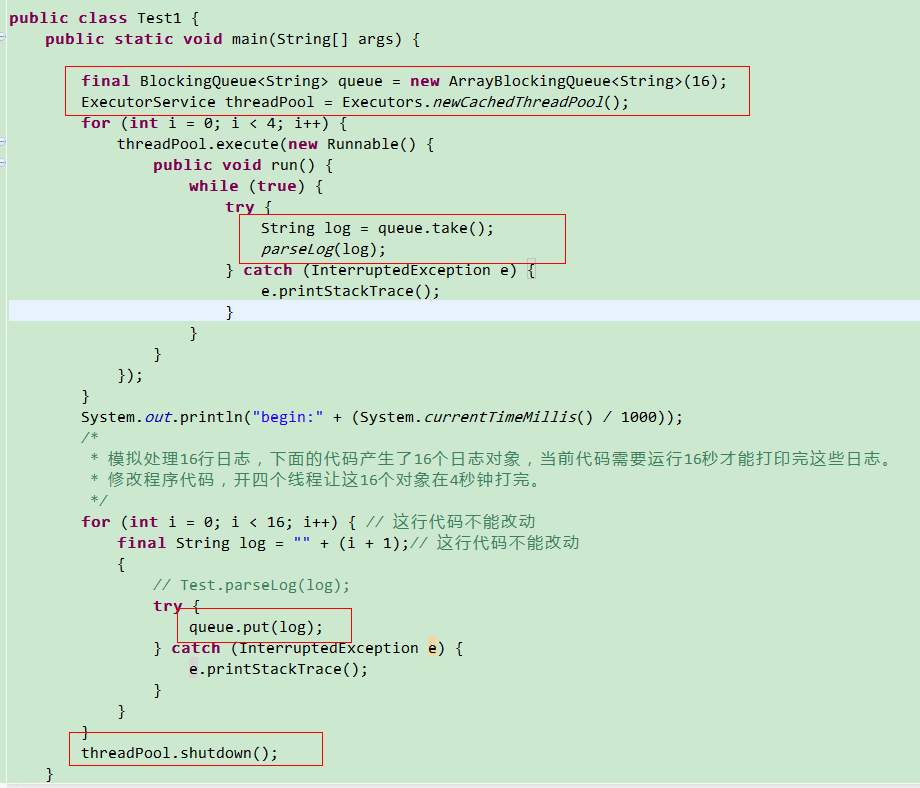 public class Test1 {
public static void main(String[] args) {
final BlockingQueue<String> queue = new ArrayBlockingQueue<String>(16);
ExecutorService threadPool = Executors.newCachedThreadPool();
for (int i = 0; i < 4; i++) {
threadPool.execute(new Runnable() {
public void run() {
while (true) {
try {
String log = queue.take();
parseLog(log);
} catch (InterruptedException e) {
e.printStackTrace();
}
}
}
});
}
System.out.println("begin:" + (System.currentTimeMillis() / 1000));
/*
* 模拟处理16行日志，下面的代码产生了16个日志对象，当前代码需要运行16秒才能打印完这些日志。
* 修改程序代码，开四个线程让这16个对象在4秒钟打完。
*/
for (int i = 0; i < 16; i++) { // 这行代码不能改动
final String log = "" + (i + 1);// 这行代码不能改动
{
// Test.parseLog(log);
try {
queue.put(log);
} catch (InterruptedException e) {
e.printStackTrace();
}
}
}
threadPool.shutdown();
}